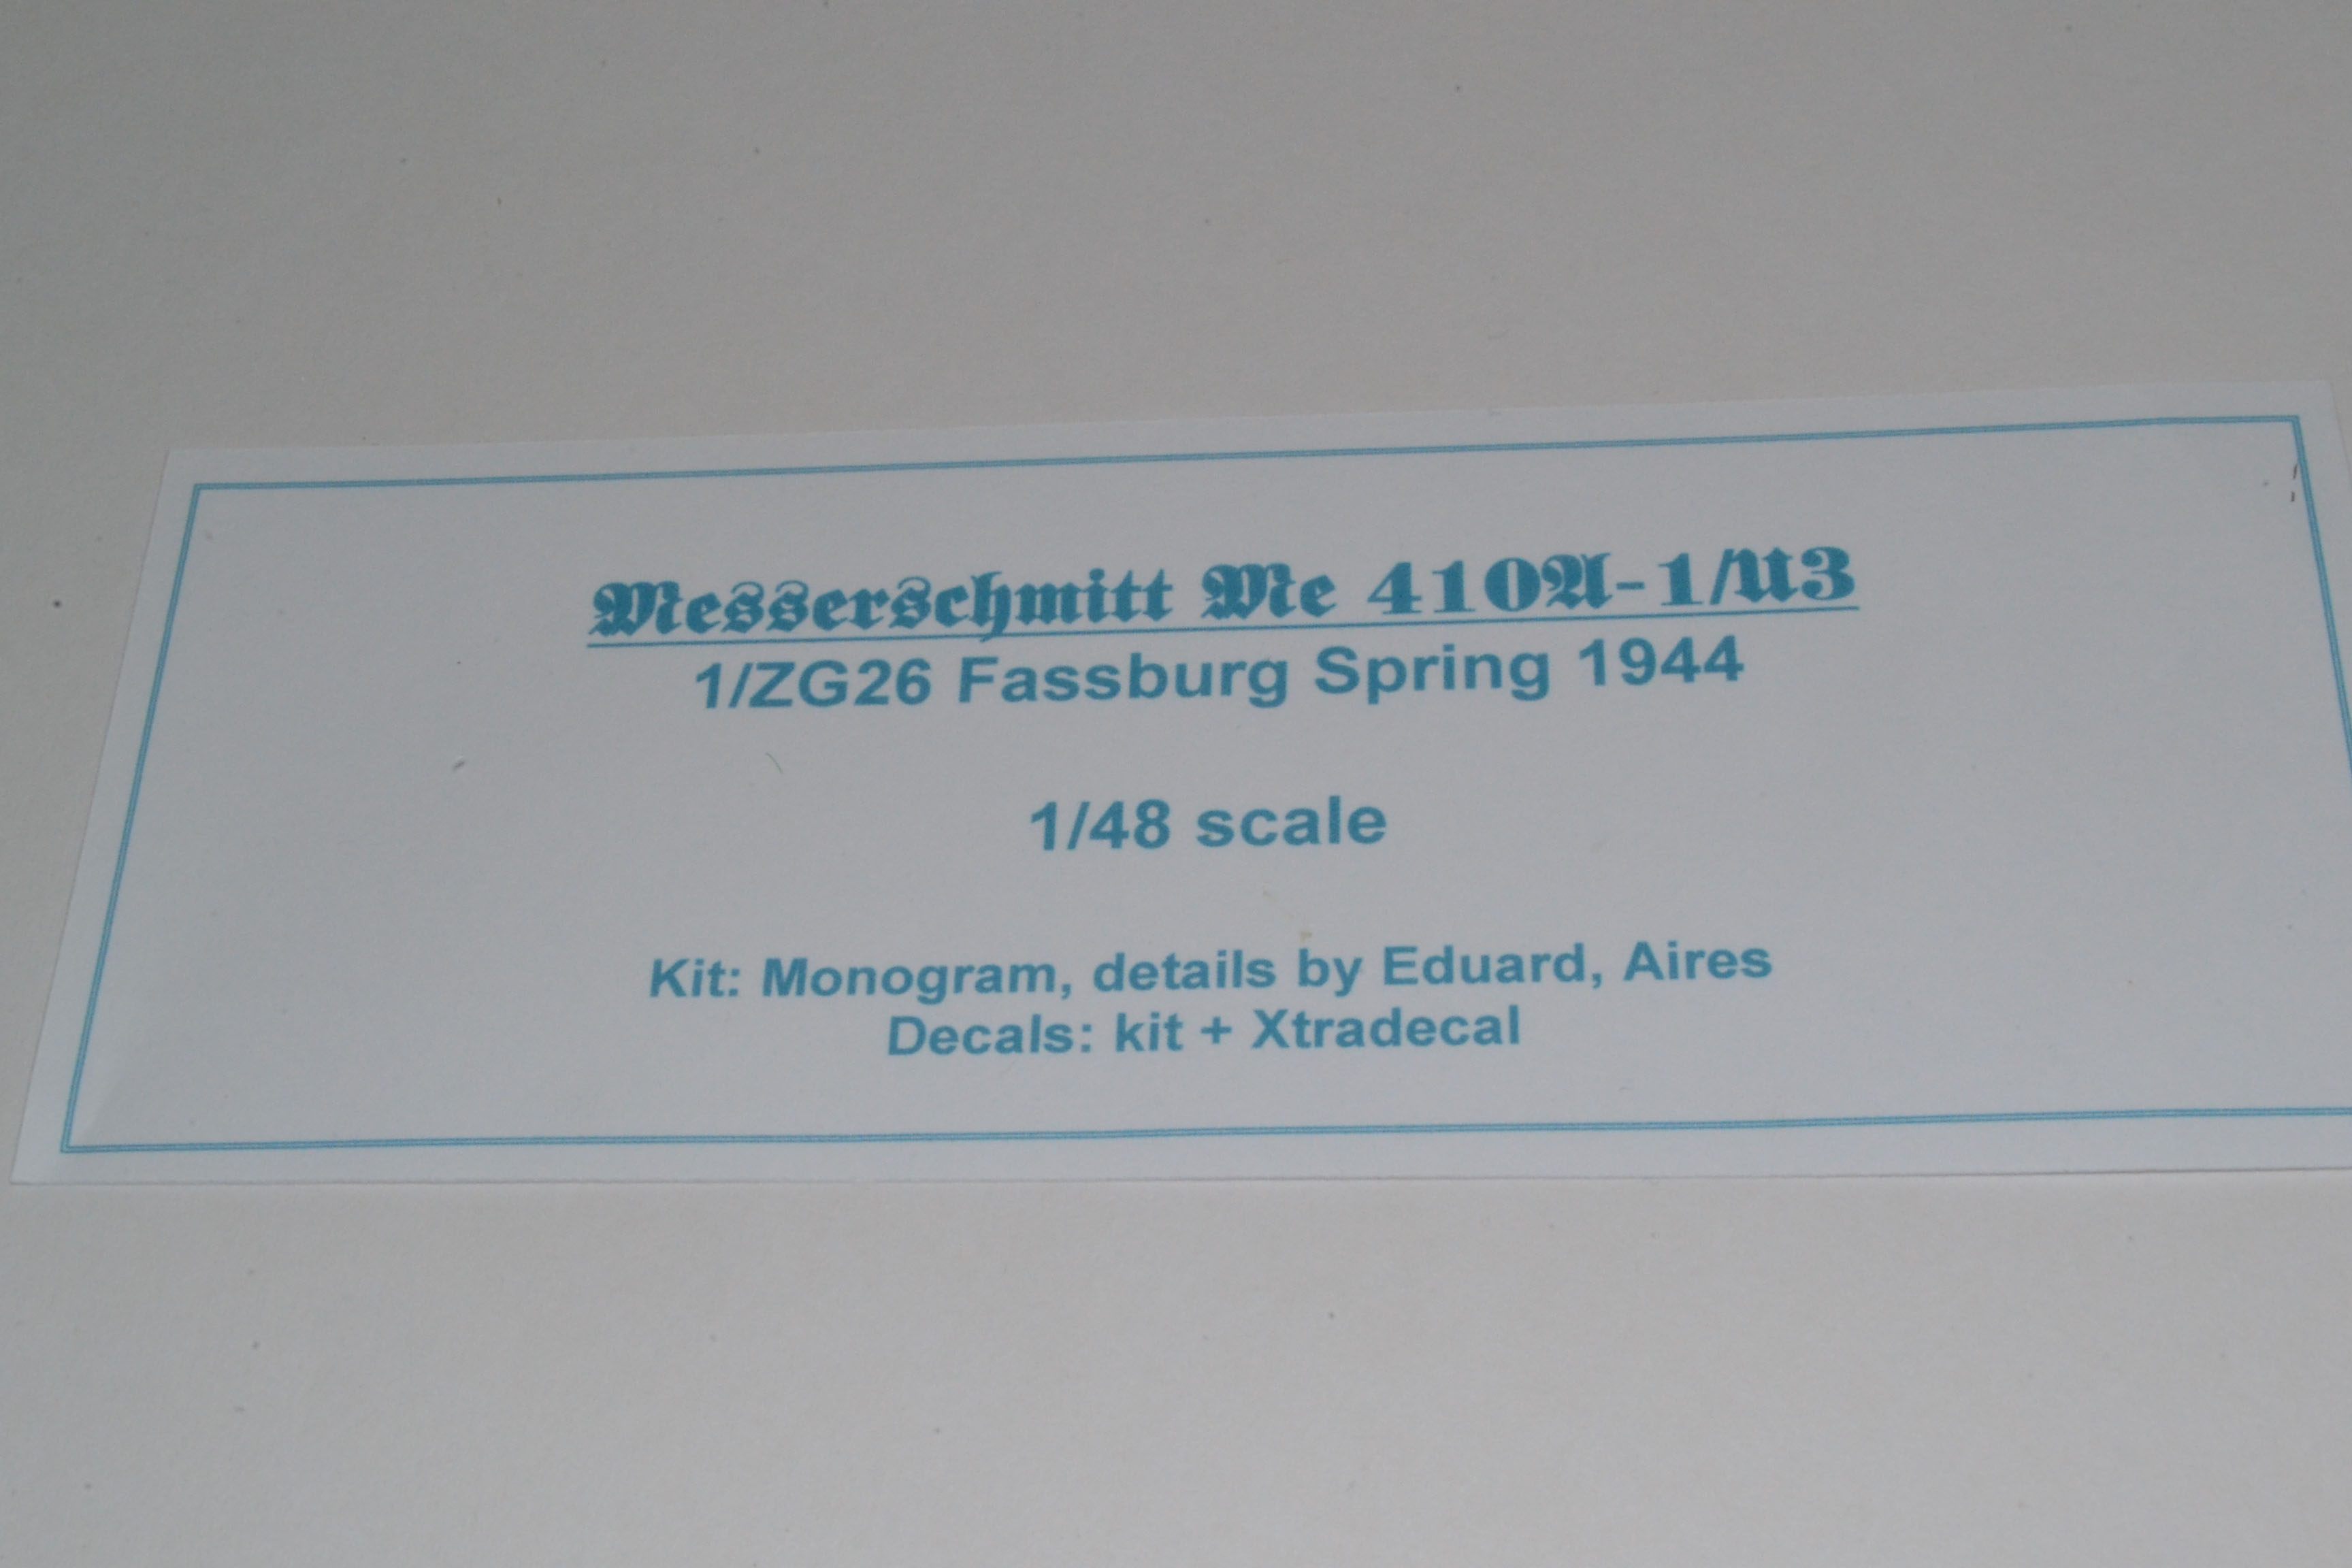 Messerschmitt Me 410A-1/U3
1/ZG26 Fassburg Spring 1944
1/48 scale
Kit: Monogram, details by Eduard, Aires
Decals: kit + Xtradecal